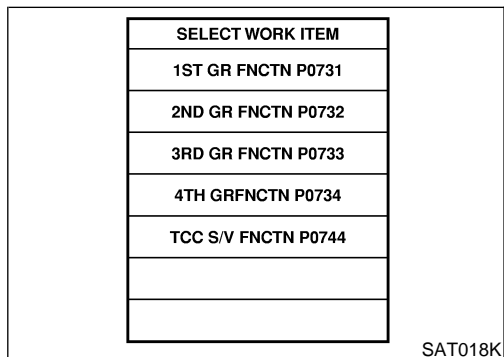 SELECT WORK ITEM
1ST GR FNCTN P0731
2ND GR FNCTN P0732
3RD GR FNCTN P0733
4TH GRFNCTN P0734
TCC S/V FNCTN P0744
SAT018K